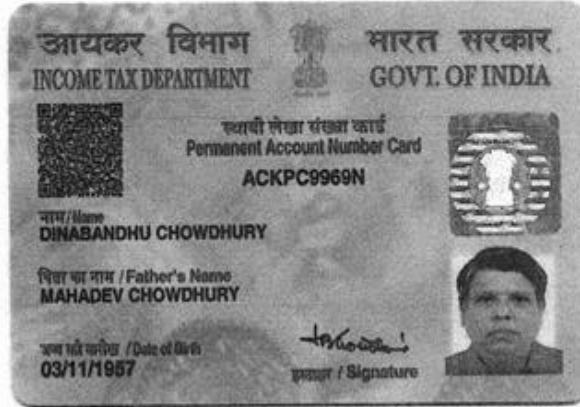 आयकर विभाग
भारत सरकार
INCOME TAX DEPARTMENT
GOVT. OF INDIA
स्थायी लेखा संख्या कार्ड
Permanent Account Number Card
ACKPC9969N
नाम / Name
DINABANDHU CHOWDHURY
पिता का नाम / Father's Name
MAHADEV CHOWDHURY
जन्म की तारीख / Date of Birth
03/11/1957
हस्ताक्षर / Signature